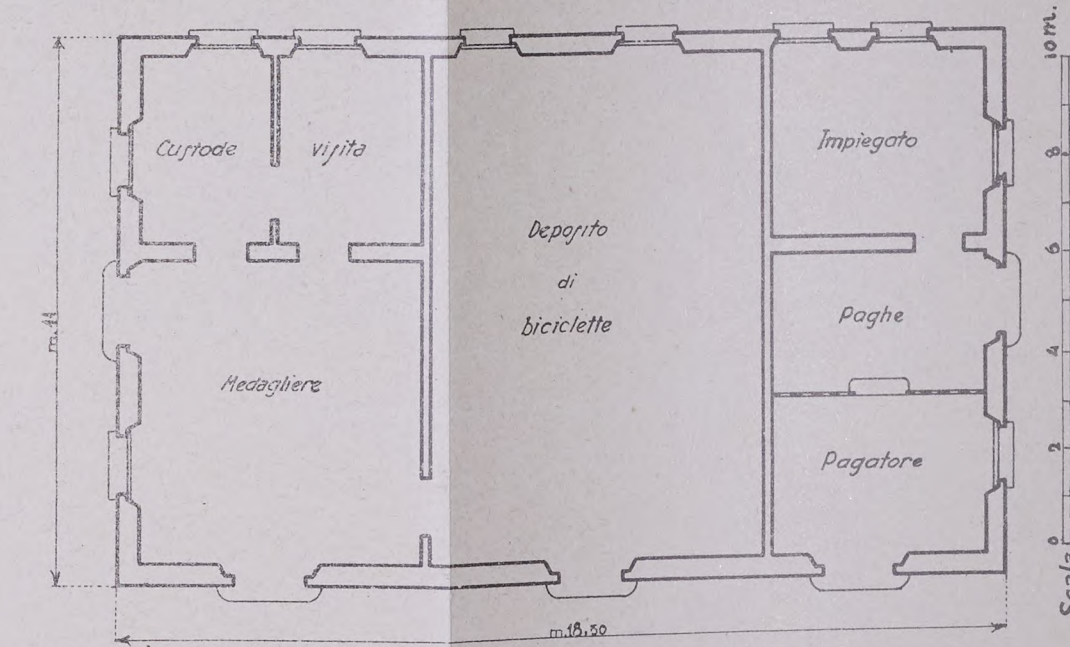 Custode
visita
Impiegato
Deposito
di
biciclette
Paghe
Medagliere
Pagatore
m.11
m.18,30
10 m.
8
6
4
2
0
Scala